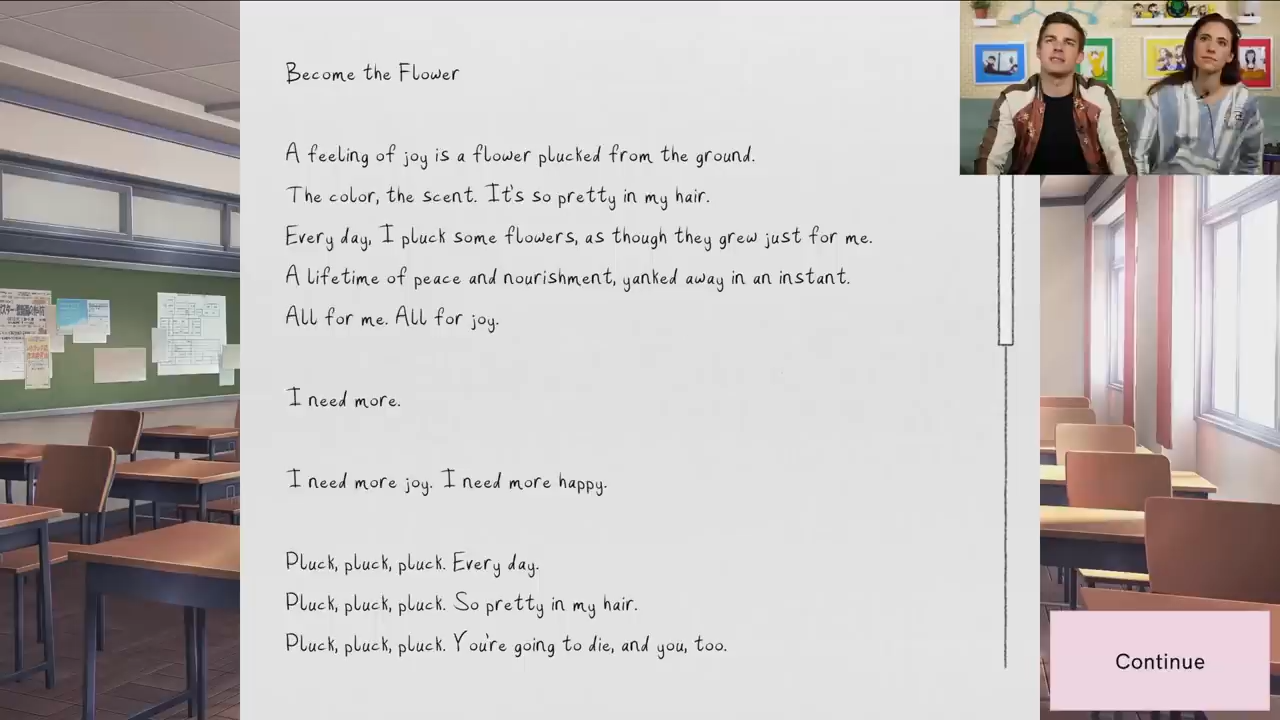 Become the Flower
A feeling of joy is a flower plucked from the ground.
The color, the scent. It's so pretty in my hair.
Every day, I pluck some flowers, as though they grew just for me.
A lifetime of peace and nourishment, yanked away in an instant.
All for me. All for joy.
I need more.
I need more joy. I need more happy.
Pluck, pluck, pluck. Every day.
Pluck, pluck, pluck. So pretty in my hair.
Pluck, pluck, pluck. You're going to die, and you, too.
Continue